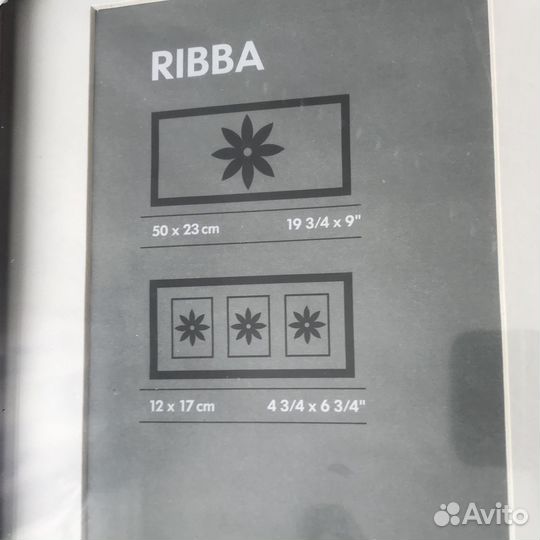 RIBBA
50 x 23 cm 19 3/4 x 9"
12 x 17 cm 4 3/4 x 6 3/4"
Avito